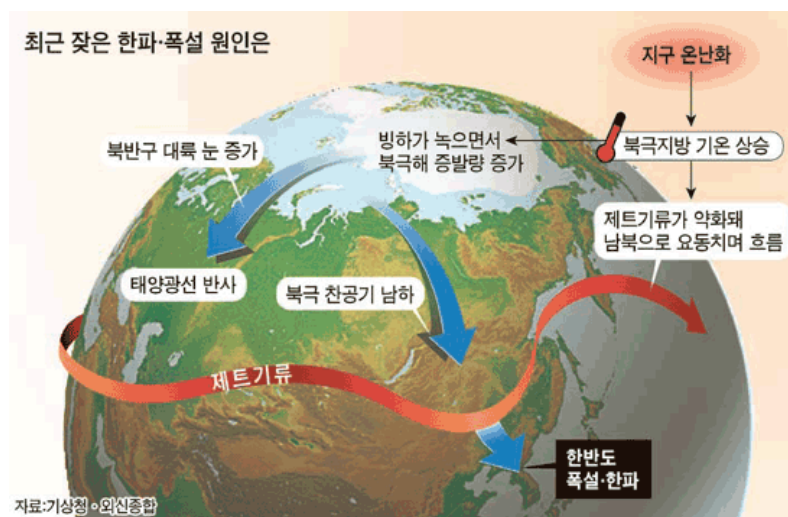 최근 잦은 한파·폭설 원인은
지구 온난화
북극지방 기온 상승
빙하가 녹으면서
북극해 증발량 증가
북반구 대륙 눈 증가
태양광선 반사
제트기류가 약화돼
남북으로 요동치며 흐름
북극 찬공기 남하
제트기류
한반도
폭설·한파
자료:기상청·외신종합